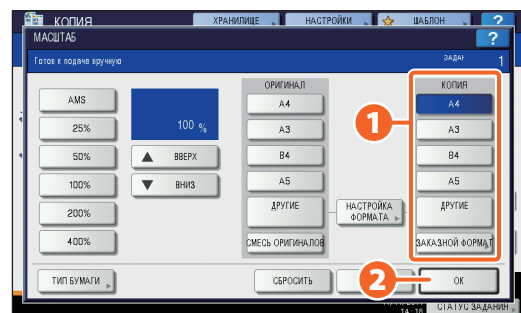 КОПИЯ ХРАНИЛИЩЕ НАСТРОЙКИ ШАБЛОН ?
МАСШТАБ ?
Готов к подаче вручную ЗАДАН 1
ОРИГИНАЛ КОПИЯ
AMS A4 A4
100 %
25% A3 1 A3
50% ВВЕРХ B4 B4
100% ВНИЗ A5 A5
200% ДРУГИЕ НАСТРОЙКА ФОРМАТА ДРУГИЕ
400% СМЕСЬ ОРИГИНАЛОВ ЗАКАЗНОЙ ФОРМАТ
ТИП БУМАГИ СБРОСИТЬ 2 OK
СТАТУС ЗАДАНИЯ